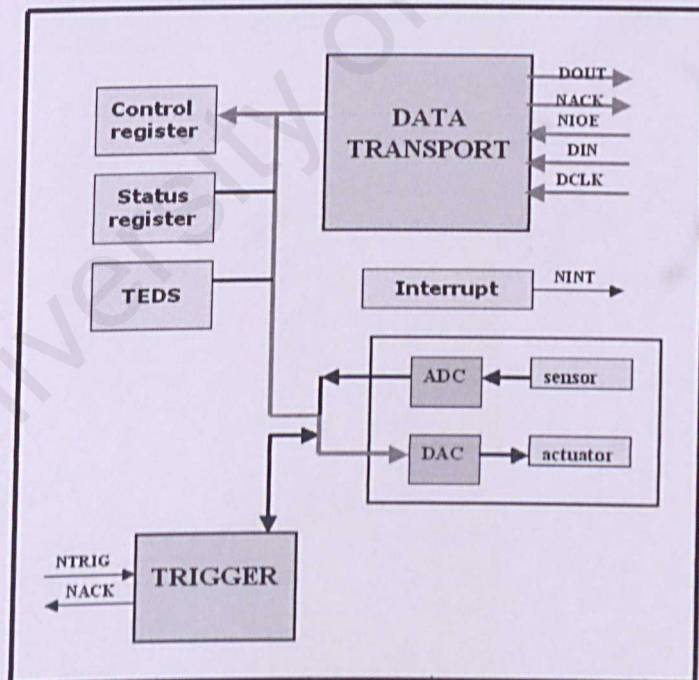 DATA
TRANSPORT
DOUT
NACK
NIOE
DIN
DCLK
Control
register
Status
register
TEDS
Interrupt
NINT
ADC
sensor
DAC
actuator
NTRIG
NACK
TRIGGER